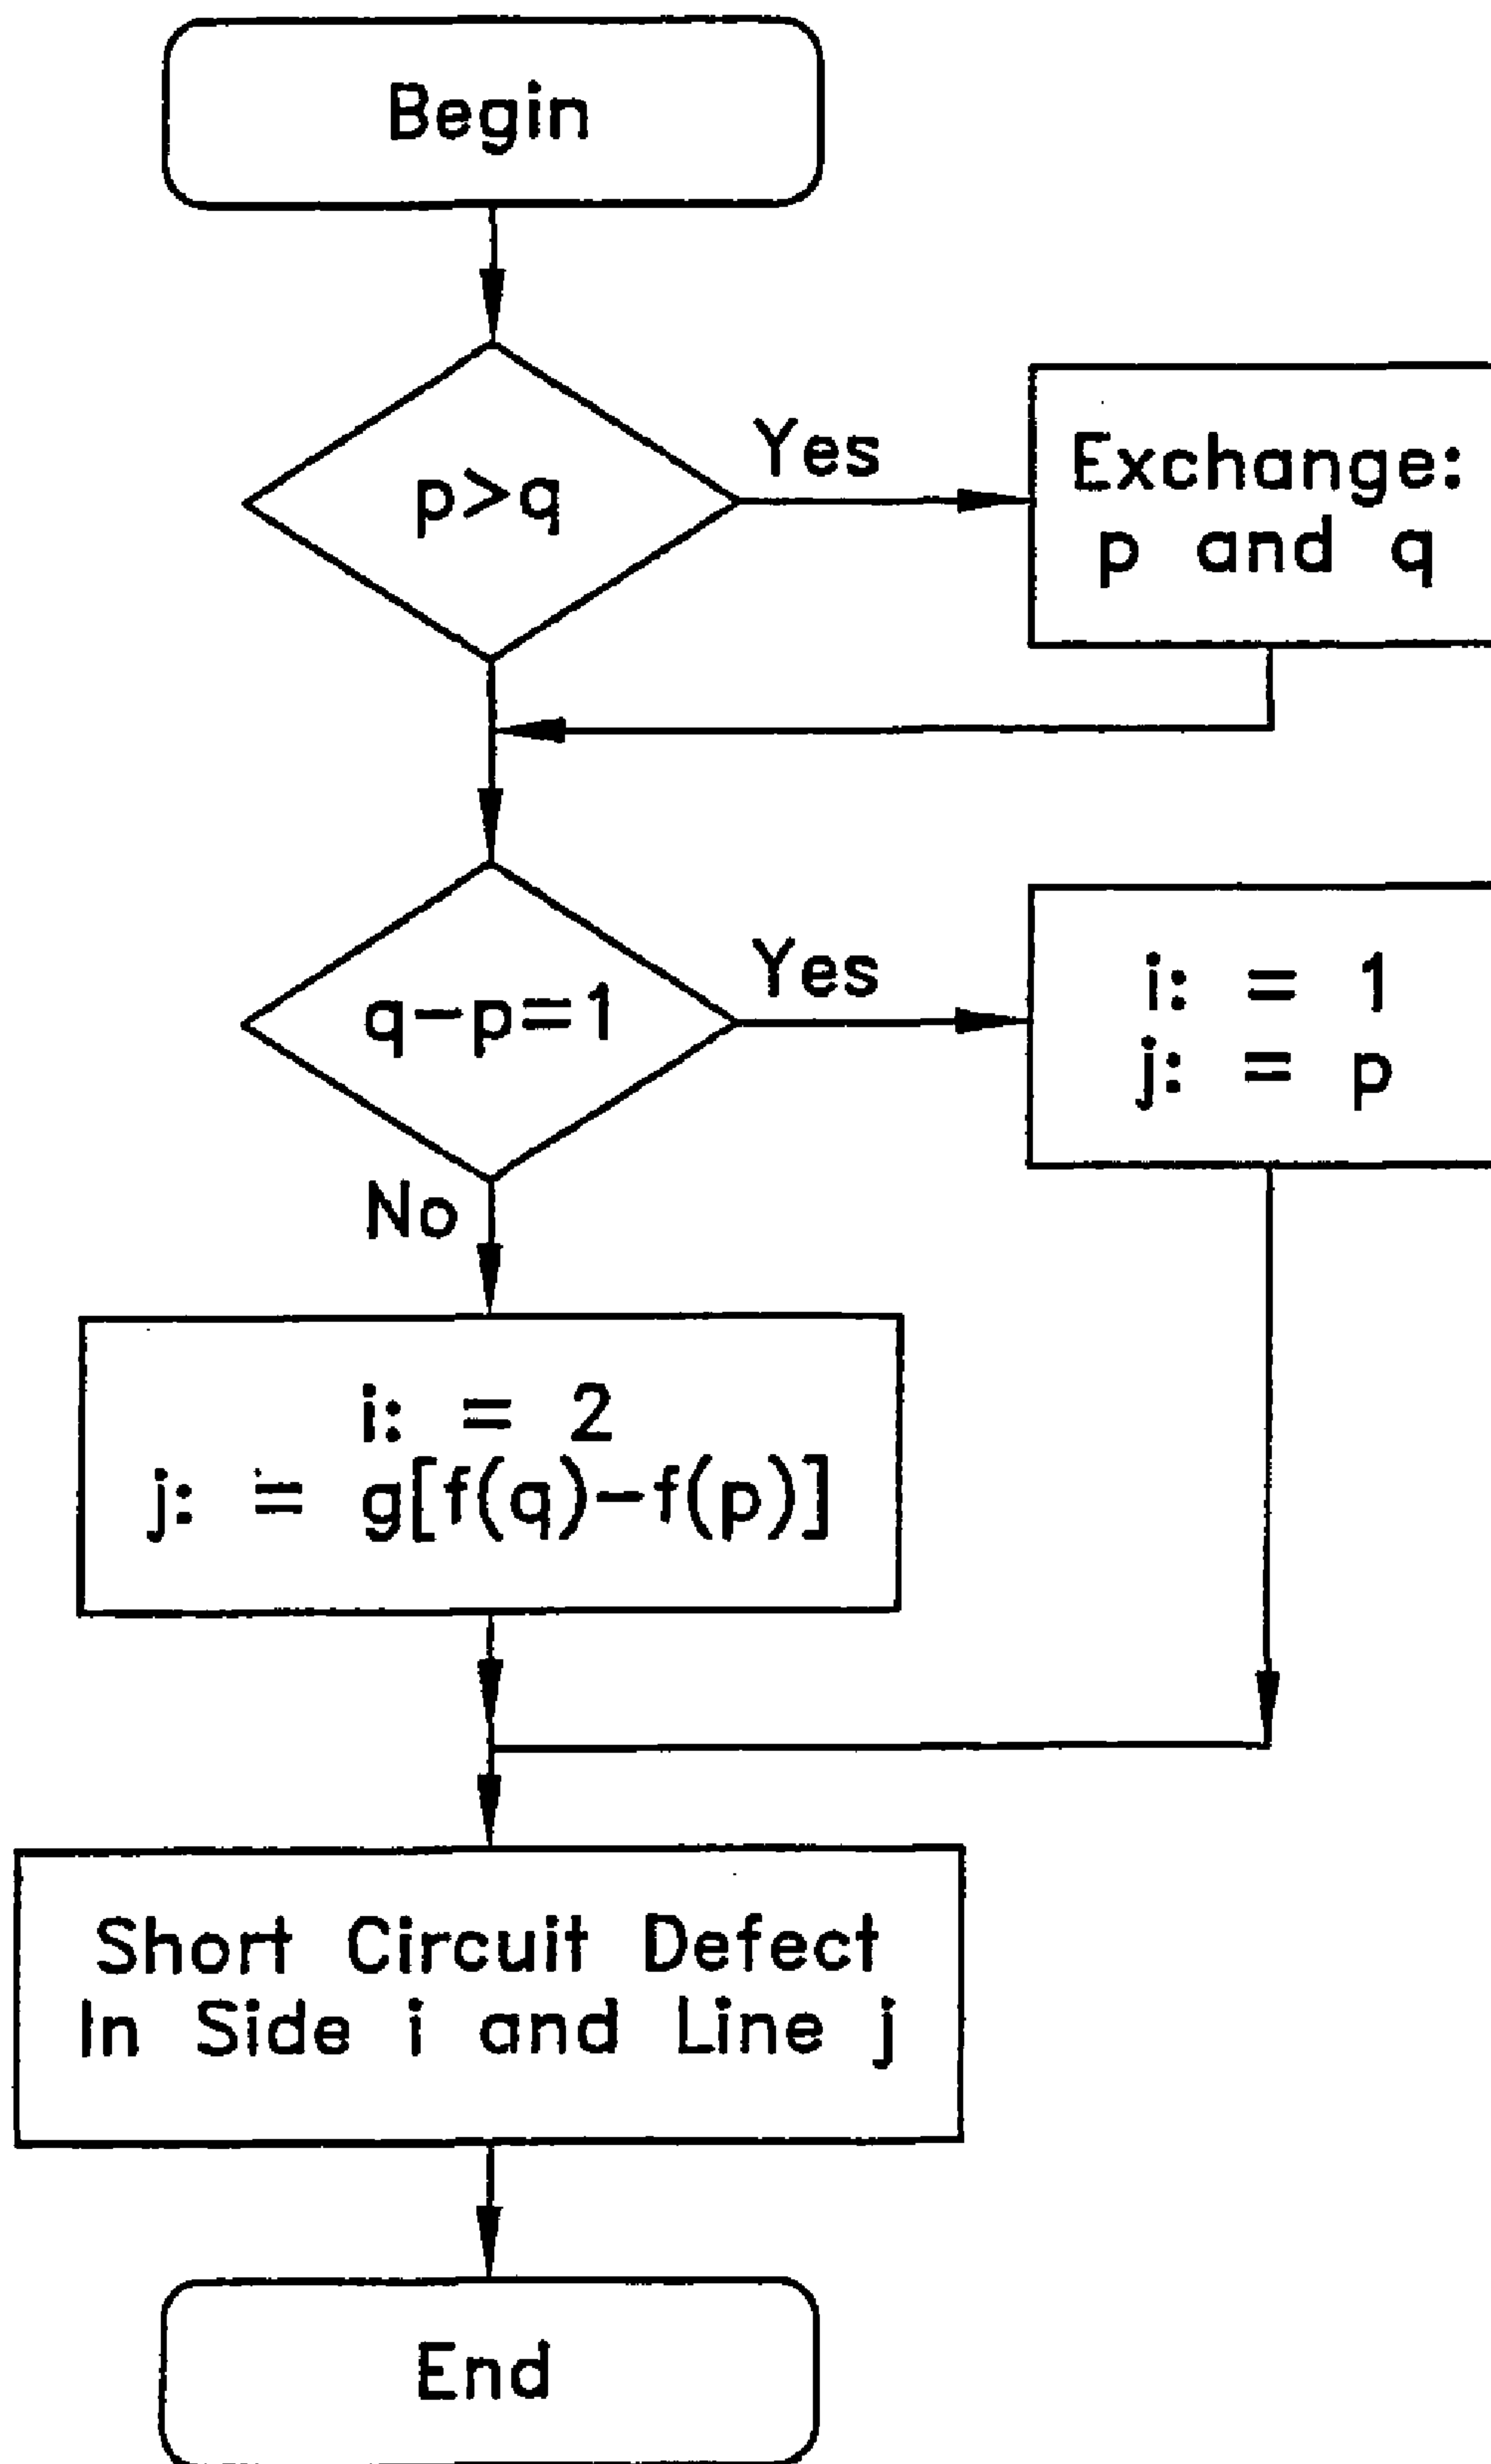 Begin
p>q
Yes
Exchange:
p and q
q-p=1
Yes
i: = 1
j: = p
No
i: = 2
j: = g[f(q)-f(p)]
Short Circuit Defect
In Side i and Line j
End